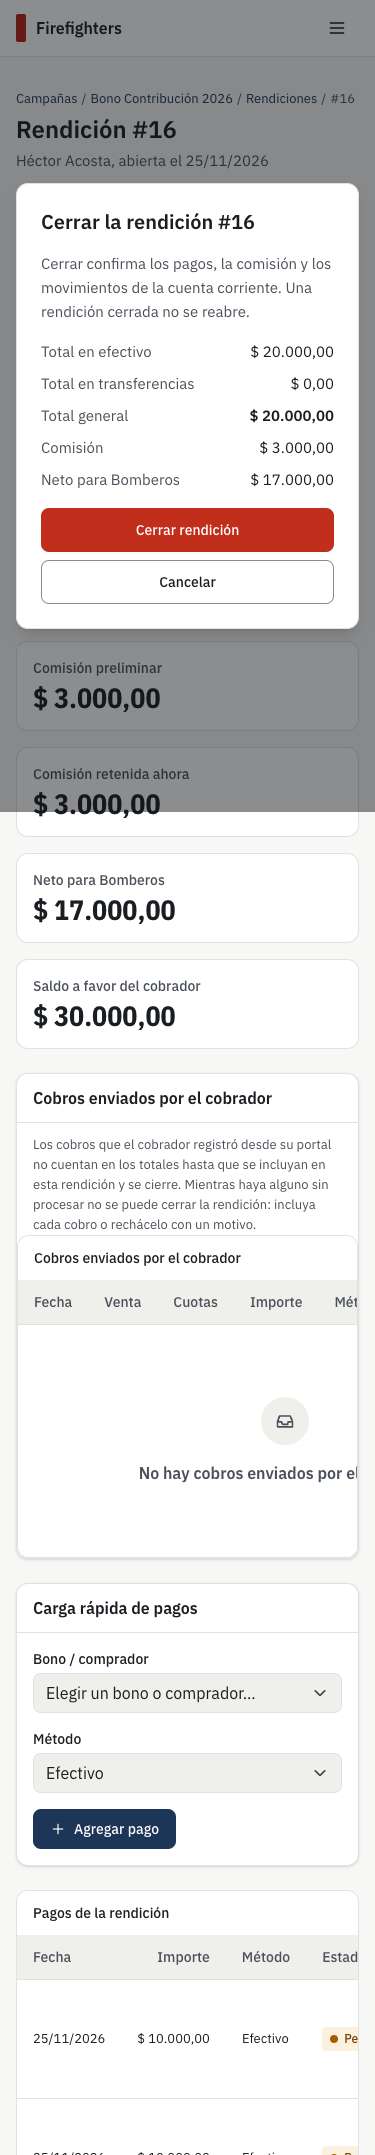 Firefighters
Campañas / Bono Contribución 2026 / Rendiciones / #16
Rendición #16
Héctor Acosta, abierta el 25/11/2026
Cerrar la rendición #16
Cerrar confirma los pagos, la comisión y los
movimientos de la cuenta corriente. Una
rendición cerrada no se reabre.
Total en efectivo $ 20.000,00
Total en transferencias $ 0,00
Total general $ 20.000,00
Comisión $ 3.000,00
Neto para Bomberos $ 17.000,00
Cerrar rendición
Cancelar
Comisión preliminar
$ 3.000,00
Comisión retenida ahora
$ 3.000,00
Neto para Bomberos
$ 17.000,00
Saldo a favor del cobrador
$ 30.000,00
Cobros enviados por el cobrador
Los cobros que el cobrador registró desde su portal
no cuentan en los totales hasta que se incluyan en
esta rendición y se cierre. Mientras haya alguno sin
procesar no se puede cerrar la rendición: incluya
cada cobro o rechácelo con un motivo.
Cobros enviados por el cobrador
Fecha Venta Cuotas Importe Mét
No hay cobros enviados por el
Carga rápida de pagos
Bono / comprador
Elegir un bono o comprador...
Método
Efectivo
Agregar pago
Pagos de la rendición
Fecha Importe Método Estad
25/11/2026 $ 10.000,00 Efectivo Pe